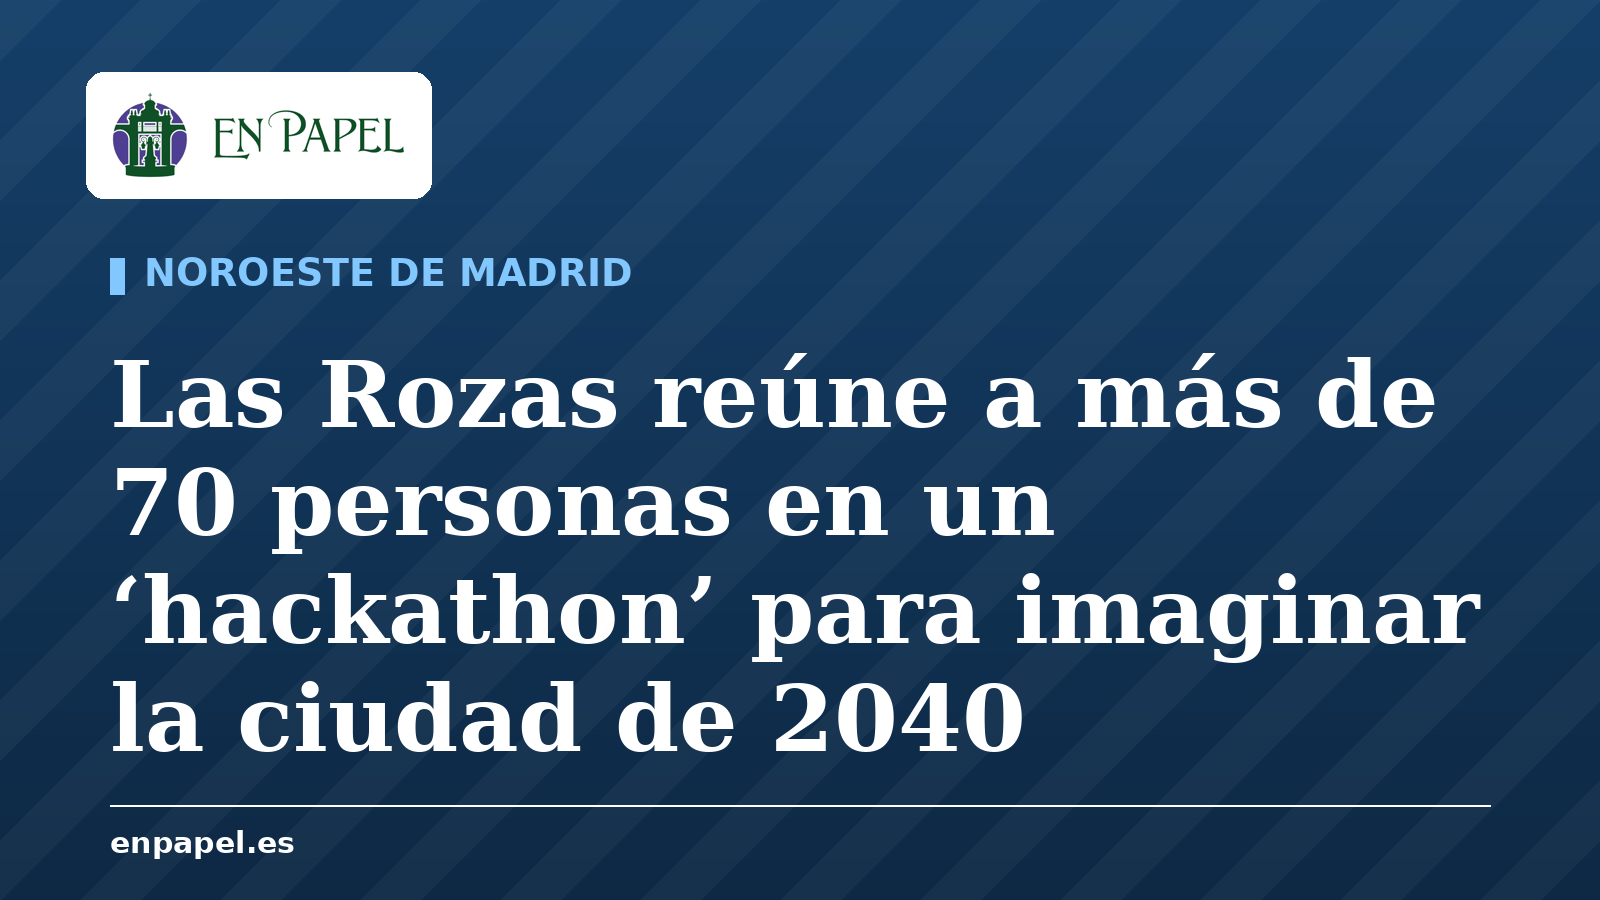 EN PAPEL
NOROESTE DE MADRID
Las Rozas reúne a más de
70 personas en un
‘hackathon’ para imaginar
la ciudad de 2040
enpapel.es